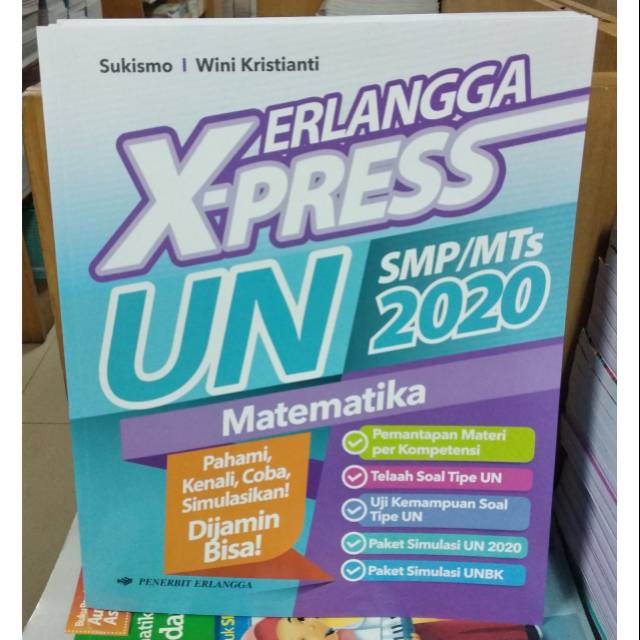 Sukismo | Wini Kristianti
ERLANGGA
X-PRESS
UN
SMP/MTs
2020
Matematika
Pahami,
Kenali, Coba,
Simulasikan!
Dijamin
Bisa!
Pemantapan Materi
per Kompetensi
Telaah Soal Tipe UN
Uji Kemampuan Soal
Tipe UN
Paket Simulasi UN 2020
Paket Simulasi UNBK
PENERBIT ERLANGGA